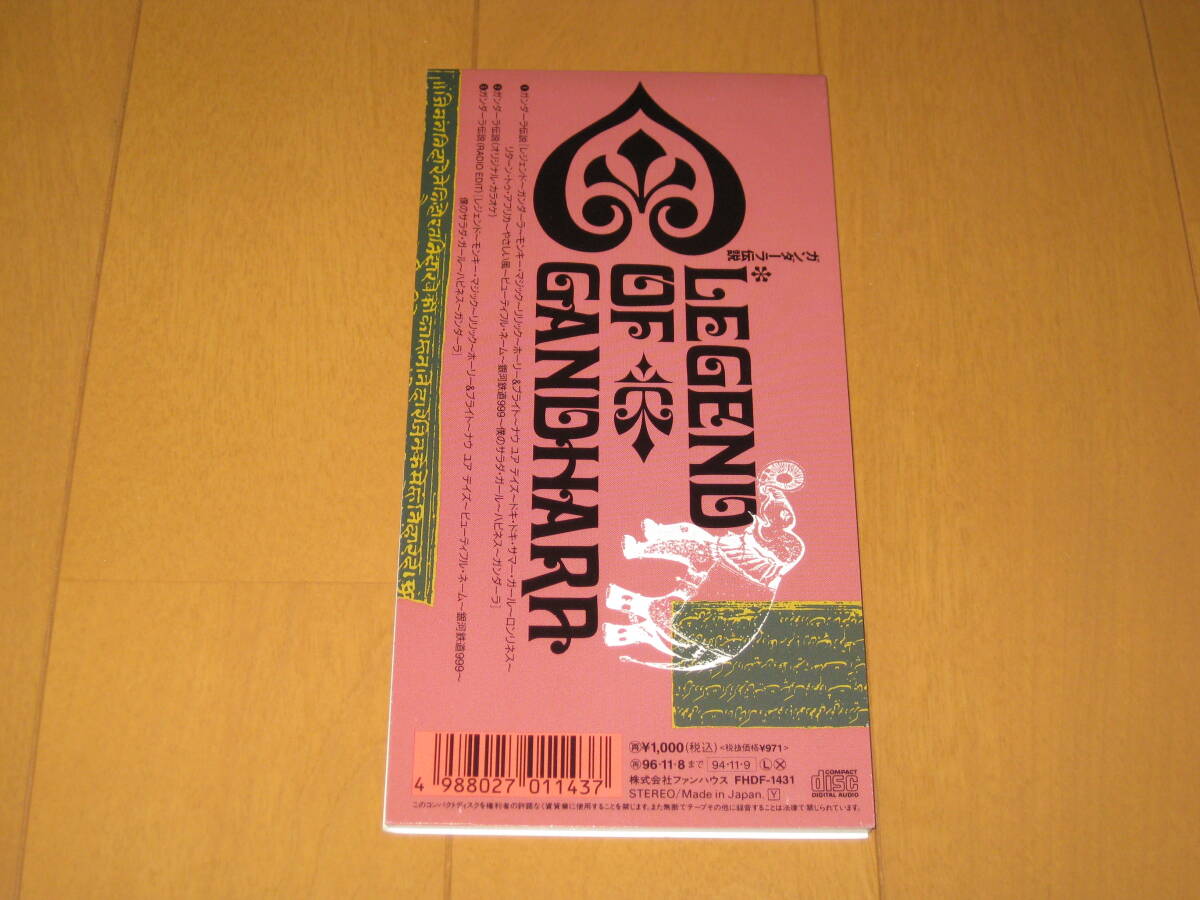 ガンダーラ伝説
*LEGEND
OF
GANDHARA
❶ガンダーラ伝説[レジェンド〜ガンダーラ〜モンキー・マジック〜リリック〜ホーリー&ブライト〜ナウ ユア デイズ〜ドキ・ドキ・サマー・ガール〜ロンリネス〜
リターン・トゥ・アフリカ〜やさしい風〜ビューティフル・ネーム〜銀河鉄道999〜僕のサラダ・ガール〜ハピネス〜ガンダーラ]
❷ガンダーラ伝説(オリジナル・カラオケ)
❸ガンダーラ伝説(RADIO EDIT)[レジェンド〜モンキー・マジック〜リリック〜ホーリー&ブライト〜ナウ ユア デイズ〜ビューティフル・ネーム〜銀河鉄道999〜
僕のサラダ・ガール〜ハピネス〜ガンダーラ]
4 988027 011437
再¥1,000(税込)<税抜価格¥971>
再96・11・8まで 94・11・9 L X
株式会社ファンハウス FHDF-1431
STEREO/Made in Japan. Y
COMPACT
disc
DIGITAL AUDIO
このコンパクトディスクを権利者の許諾なく賃貸業に使用することを禁じます。また無断でテープその他に録音することは法律で禁じられています。